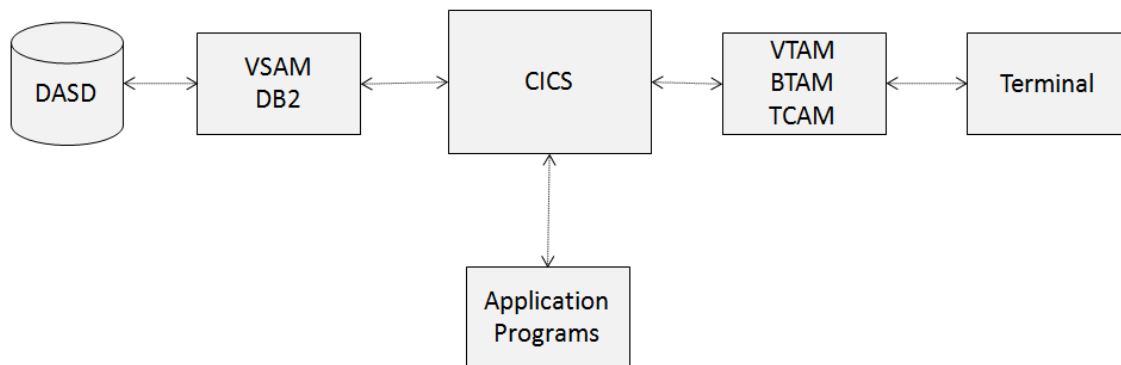 DASD
VSAM
DB2
CICS
VTAM
BTAM
TCAM
Terminal
Application
Programs